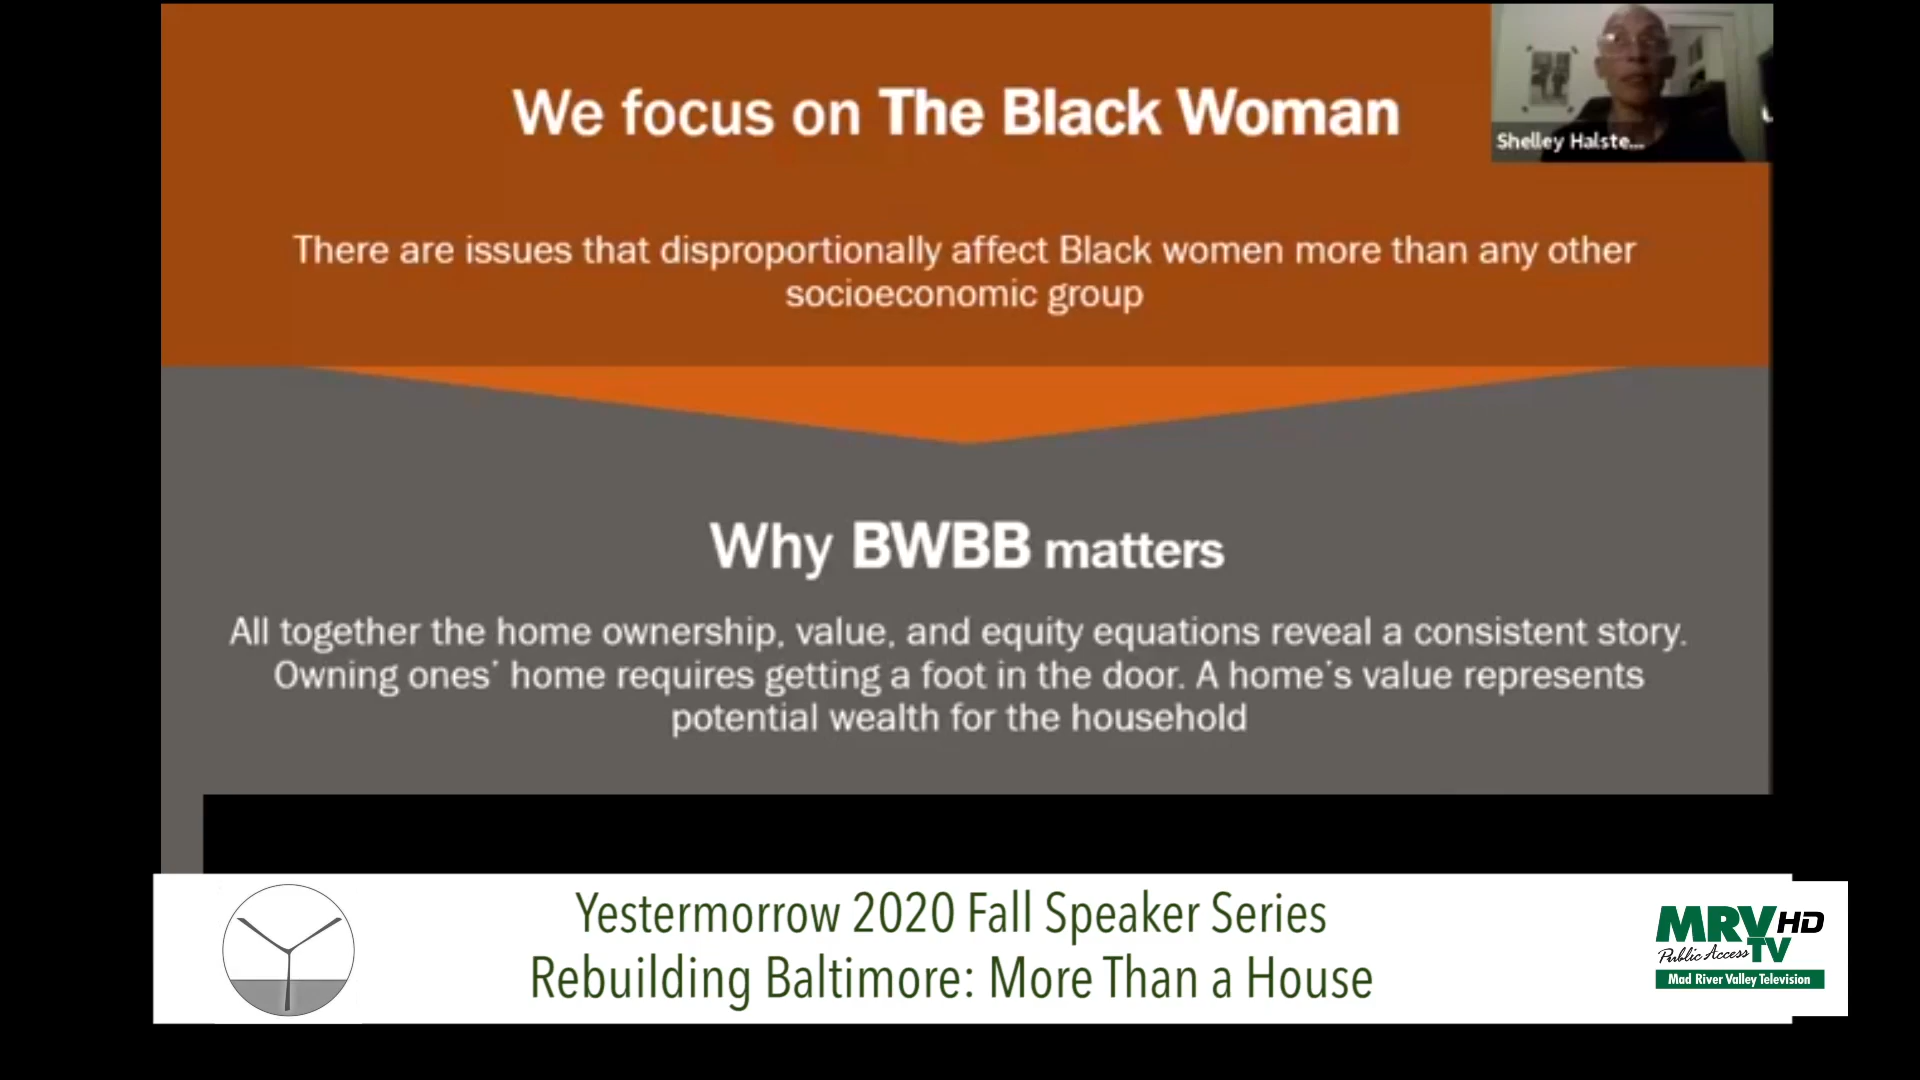 We focus on The Black Woman
Shelley Halste...
There are issues that disproportionally affect Black women more than any other
socioeconomic group
Why BWBB matters
All together the home ownership, value, and equity equations reveal a consistent story.
Owning ones’ home requires getting a foot in the door. A home’s value represents
potential wealth for the household
Yestermorrow 2020 Fall Speaker Series
Rebuilding Baltimore: More Than a House
MRV HD
Public Access TV
Mad River Valley Television